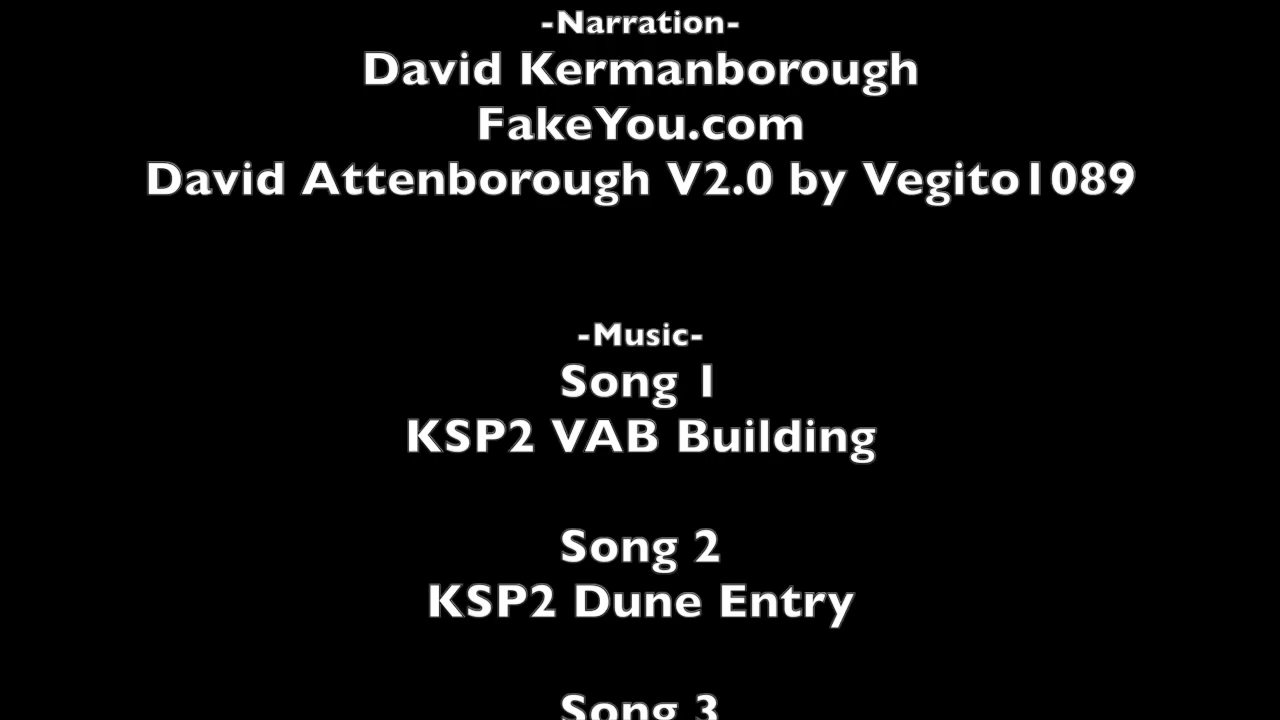 -Narration-
David Kermanborough
FakeYou.com
David Attenborough V2.0 by Vegito1089
-Music-
Song 1
KSP2 VAB Building
Song 2
KSP2 Dune Entry
Song 3